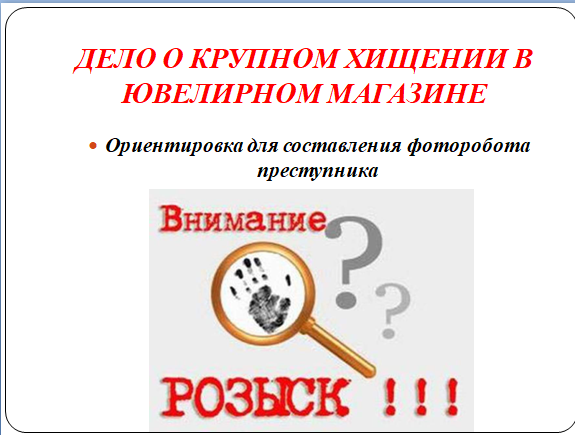 ДЕЛО О КРУПНОМ ХИЩЕНИИ В
ЮВЕЛИРНОМ МАГАЗИНЕ
• Ориентировка для составления фоторобота
преступника
Внимание
? ?
РОЗЫСК ! ! !